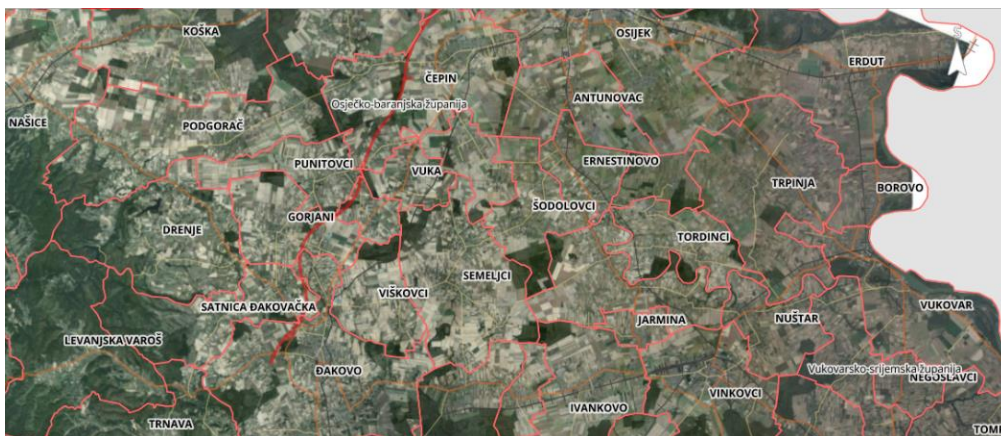 KOŠKA
OSIJEK
S
ERDUT
ČEPIN
ANTUNOVAC
Osječko-baranjska županija
NAŠICE
PODGORAČ
PUNITOVCI
VUKA
ERNESTINOVO
TRPINJA
BOROVO
ŠODOLOVCI
GORJANI
DRENJE
TORDINCI
SEMELJCI
VIŠKOVCI
SATNICA ĐAKOVAČKA
JARMINA
NUŠTAR
VUKOVAR
LEVANJSKA VAROŠ
ĐAKOVO
Vukovarsko-srijemska županija
NEGOSLAVCI
VINKOVCI
IVANKOVO
TRNAVA
TOMP